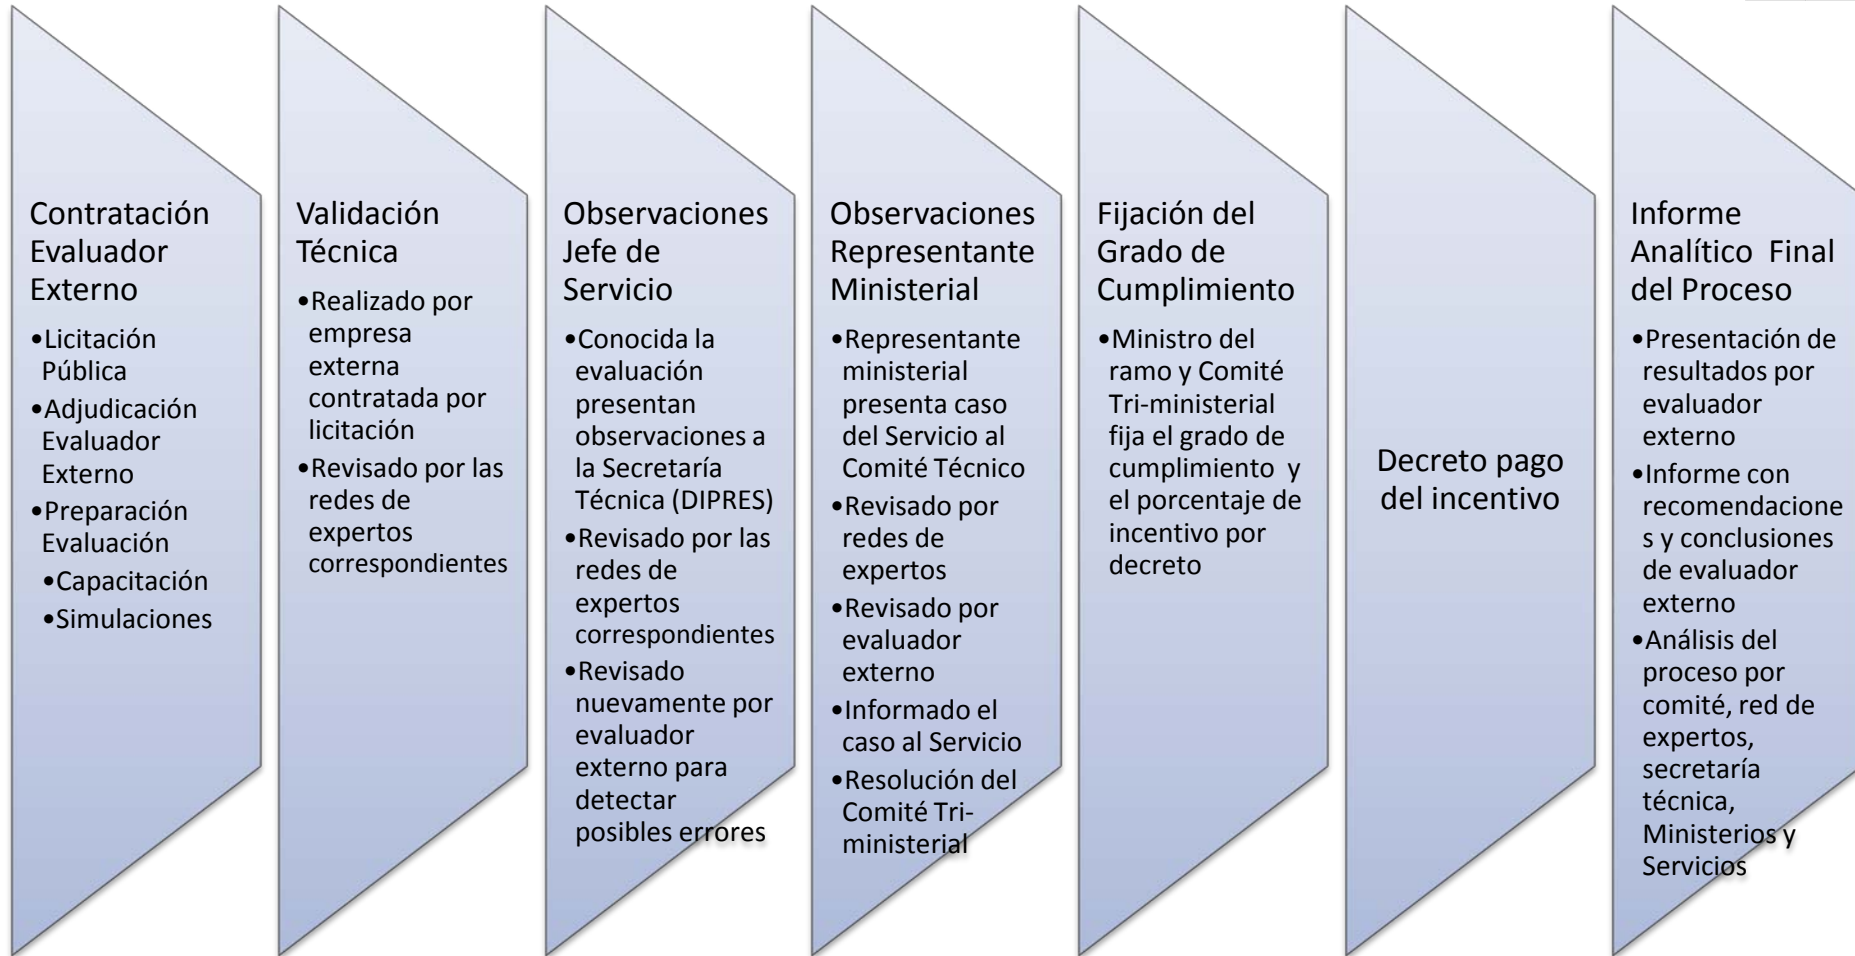 Contratación
Evaluador
Externo
•Licitación
Pública
•Adjudicación
Evaluador
Externo
•Preparación
Evaluación
•Capacitación
•Simulaciones
Validación
Técnica
•Realizado por
empresa
externa
contratada por
licitación
•Revisado por las
redes de
expertos
correspondientes
Observaciones
Jefe de
Servicio
•Conocida la
evaluación
presentan
observaciones a
la Secretaría
Técnica (DIPRES)
•Revisado por las
redes de
expertos
correspondientes
•Revisado
nuevamente por
evaluador
externo para
detectar
posibles errores
Observaciones
Representante
Ministerial
•Representante
ministerial
presenta caso
del Servicio al
Comité Técnico
•Revisado por
redes de
expertos
•Revisado por
evaluador
externo
•Informado el
caso al Servicio
•Resolución del
Comité Tri-
ministerial
Fijación del
Grado de
Cumplimiento
•Ministro del
ramo y Comité
Tri-ministerial
fija el grado de
cumplimiento y
el porcentaje de
incentivo por
decreto
Decreto pago
del incentivo
Informe
Analítico Final
del Proceso
•Presentación de
resultados por
evaluador
externo
•Informe con
recomendacione
s y conclusiones
de evaluador
externo
•Análisis del
proceso por
comité, red de
expertos,
secretaría
técnica,
Ministerios y
Servicios